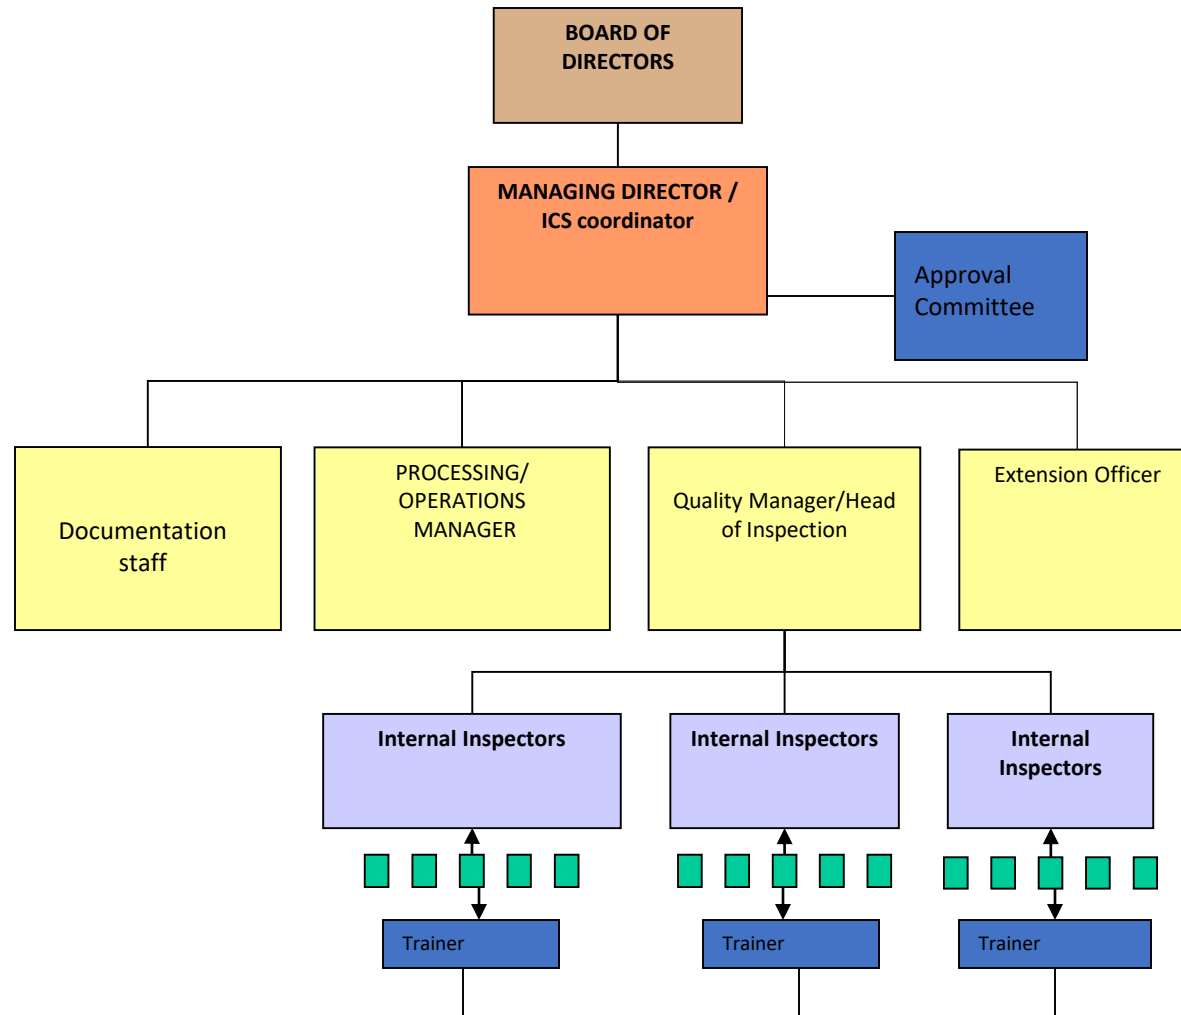 BOARD OF
DIRECTORS
MANAGING DIRECTOR /
ICS coordinator
Approval
Committee
Documentation
staff
PROCESSING/
OPERATIONS
MANAGER
Quality Manager/Head
of Inspection
Extension Officer
Internal Inspectors
Internal Inspectors
Internal
Inspectors
Trainer
Trainer
Trainer